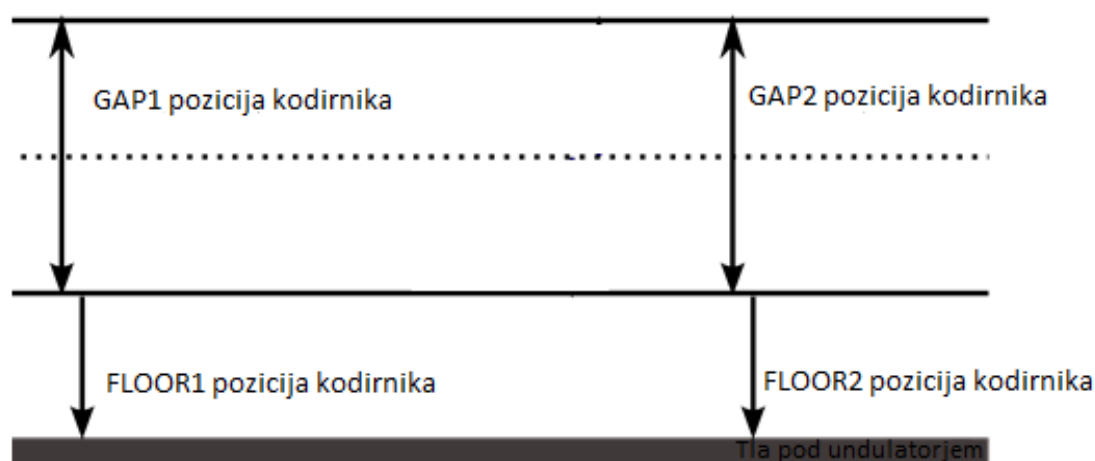 GAP1 pozicija kodirnika
GAP2 pozicija kodirnika
FLOOR1 pozicija kodirnika
FLOOR2 pozicija kodirnika
Tla pod undulatorjem